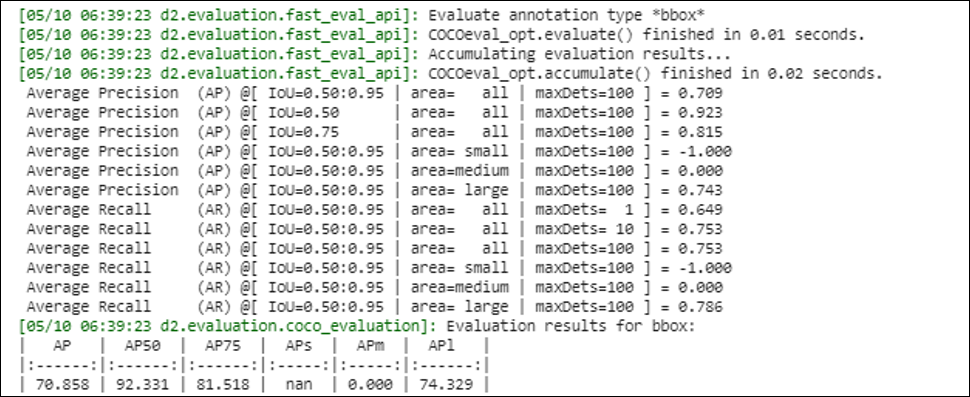 [05/10 06:39:23 d2.evaluation.fast_eval_api]: Evaluate annotation type *bbox*
[05/10 06:39:23 d2.evaluation.fast_eval_api]: COCOeval_opt.evaluate() finished in 0.01 seconds.
[05/10 06:39:23 d2.evaluation.fast_eval_api]: Accumulating evaluation results...
[05/10 06:39:23 d2.evaluation.fast_eval_api]: COCOeval_opt.accumulate() finished in 0.02 seconds.
Average Precision  (AP) @[ IoU=0.50:0.95 | area=   all | maxDets=100 ] = 0.709
Average Precision  (AP) @[ IoU=0.50      | area=   all | maxDets=100 ] = 0.923
Average Precision  (AP) @[ IoU=0.75      | area=   all | maxDets=100 ] = 0.815
Average Precision  (AP) @[ IoU=0.50:0.95 | area= small | maxDets=100 ] = -1.000
Average Precision  (AP) @[ IoU=0.50:0.95 | area=medium | maxDets=100 ] = 0.000
Average Precision  (AP) @[ IoU=0.50:0.95 | area= large | maxDets=100 ] = 0.743
Average Recall     (AR) @[ IoU=0.50:0.95 | area=   all | maxDets=  1 ] = 0.649
Average Recall     (AR) @[ IoU=0.50:0.95 | area=   all | maxDets= 10 ] = 0.753
Average Recall     (AR) @[ IoU=0.50:0.95 | area=   all | maxDets=100 ] = 0.753
Average Recall     (AR) @[ IoU=0.50:0.95 | area= small | maxDets=100 ] = -1.000
Average Recall     (AR) @[ IoU=0.50:0.95 | area=medium | maxDets=100 ] = 0.000
Average Recall     (AR) @[ IoU=0.50:0.95 | area= large | maxDets=100 ] = 0.786
[05/10 06:39:23 d2.evaluation.coco_evaluation]: Evaluation results for bbox:
|   AP   |  AP50  |  AP75  |  APs  |  APm  |  APl   |
|:------:|:------:|:------:|:-----:|:-----:|:------:|
| 70.858 | 92.331 | 81.518 |  nan  | 0.000 | 74.329 |